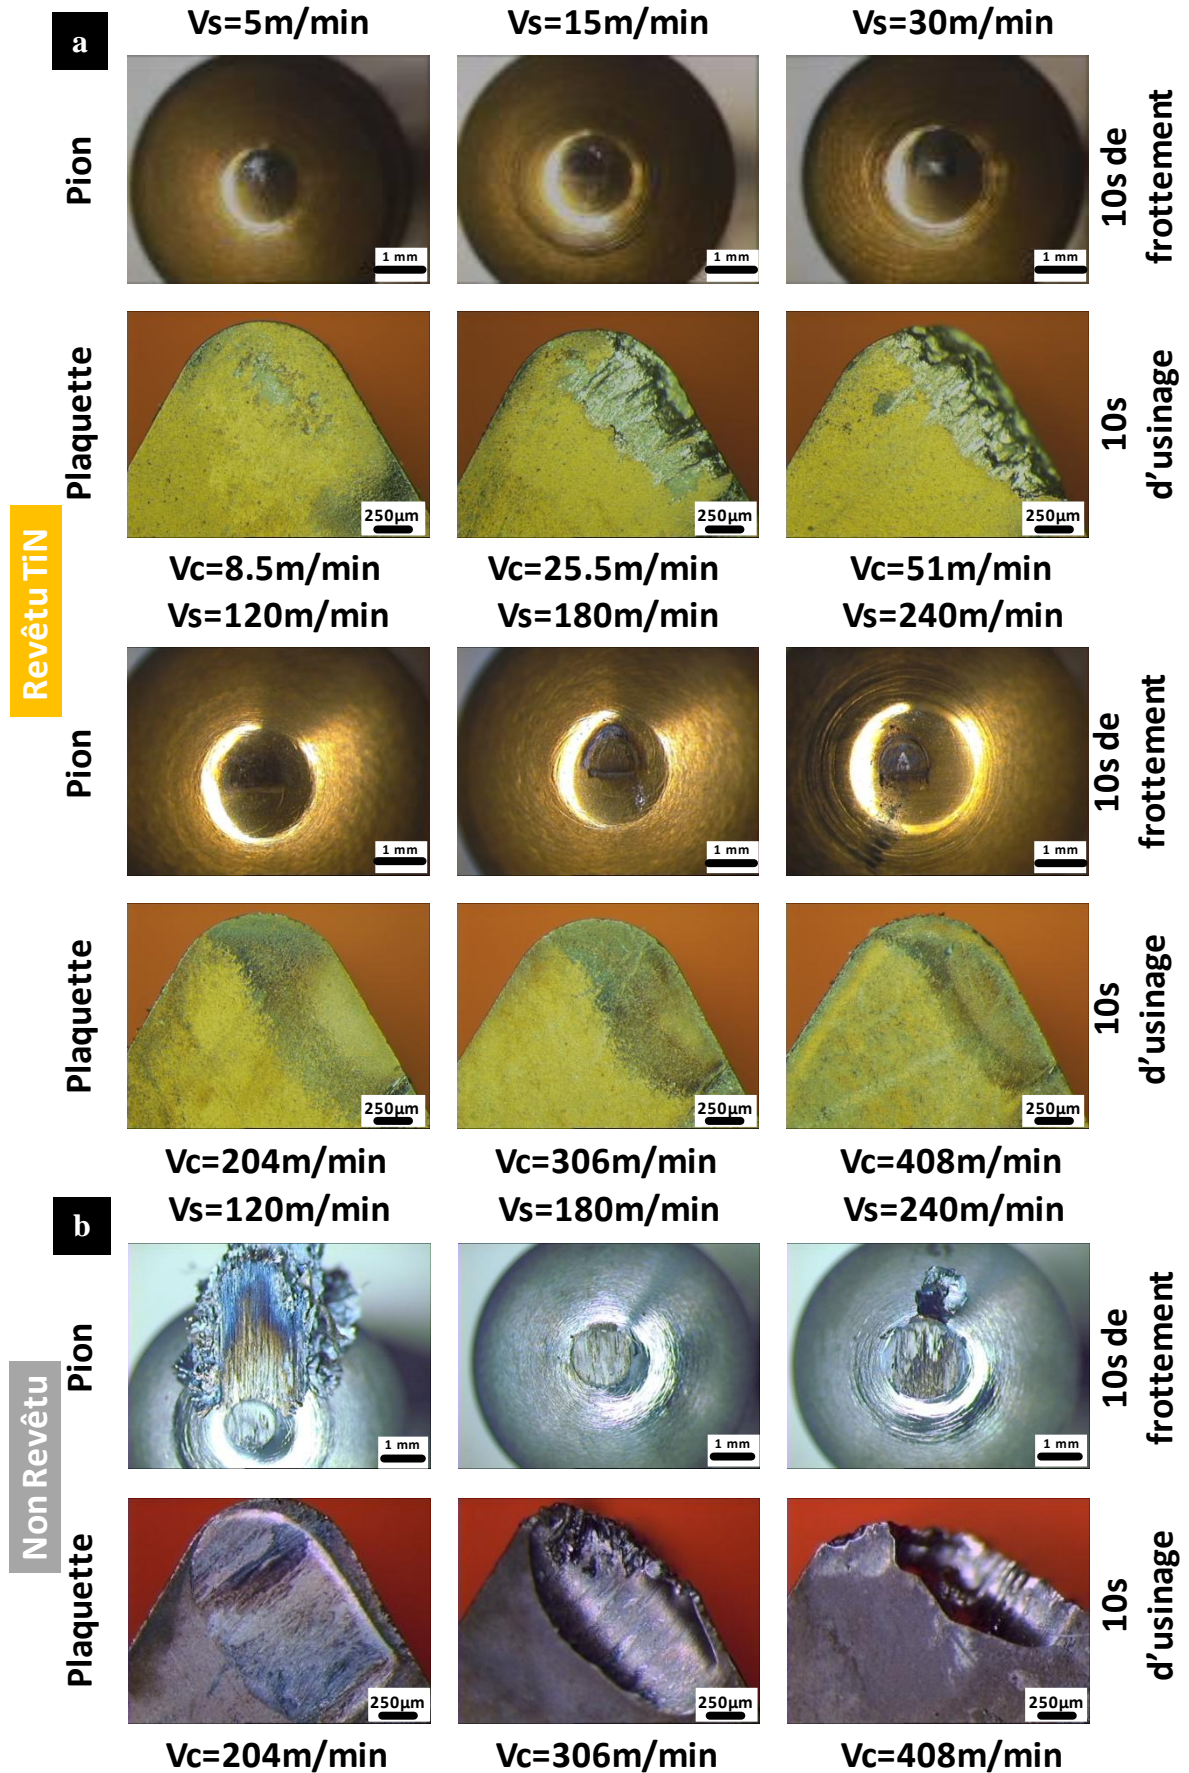 a
Vs=5m/min
Vs=15m/min
Vs=30m/min
Pion
1 mm
1 mm
1 mm
10s de
frottement
Plaquette
250µm
250µm
250µm
10s
d'usinage
Revêtu TiN
Vc=8.5m/min
Vc=25.5m/min
Vc=51m/min
Vs=120m/min
Vs=180m/min
Vs=240m/min
Pion
1 mm
1 mm
1 mm
10s de
frottement
Plaquette
250µm
250µm
250µm
10s
d'usinage
Vc=204m/min
Vc=306m/min
Vc=408m/min
b
Vs=120m/min
Vs=180m/min
Vs=240m/min
Pion
1 mm
1 mm
1 mm
10s de
frottement
Non Revêtu
Plaquette
250µm
250µm
250µm
10s
d'usinage
Vc=204m/min
Vc=306m/min
Vc=408m/min